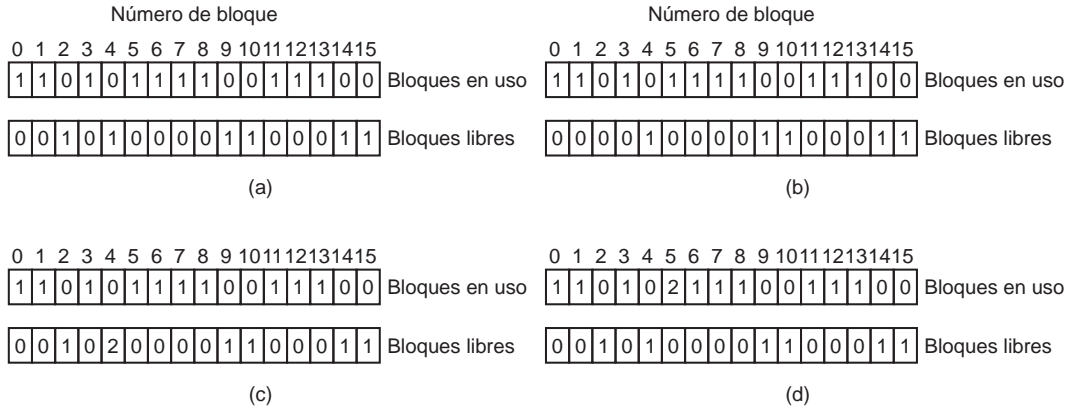 Número de bloque
0 1 2 3 4 5 6 7 8 9 10 11 12 13 14 15
1 1 0 1 0 1 1 1 1 0 0 1 1 1 0 0 Bloques en uso
0 0 1 0 1 0 0 0 0 1 1 0 0 0 1 1 Bloques libres
(a)
Número de bloque
0 1 2 3 4 5 6 7 8 9 10 11 12 13 14 15
1 1 0 1 0 1 1 1 1 0 0 1 1 1 0 0 Bloques en uso
0 0 0 0 1 0 0 0 0 1 1 0 0 0 1 1 Bloques libres
(b)
0 1 2 3 4 5 6 7 8 9 10 11 12 13 14 15
1 1 0 1 0 1 1 1 1 0 0 1 1 1 0 0 Bloques en uso
0 0 1 0 2 0 0 0 0 1 1 0 0 0 1 1 Bloques libres
(c)
0 1 2 3 4 5 6 7 8 9 10 11 12 13 14 15
1 1 0 1 0 2 1 1 1 0 0 1 1 1 0 0 Bloques en uso
0 0 1 0 1 0 0 0 0 1 1 0 0 0 1 1 Bloques libres
(d)